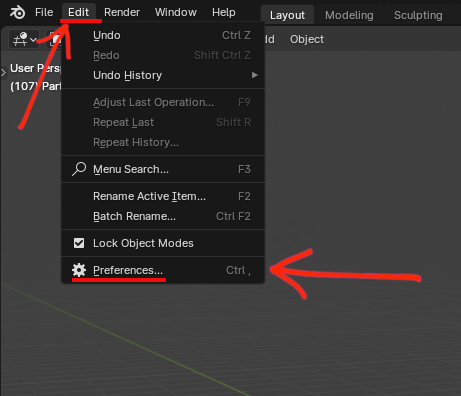 File Edit Render Window Help Layout Modeling Sculpting
Object
User Pers
(107) Part
Undo Ctrl Z
Redo Shift Ctrl Z
Undo History
Adjust Last Operation... F9
Repeat Last Shift R
Repeat History...
Menu Search... F3
Rename Active Item... F2
Batch Rename... Ctrl F2
Lock Object Modes
Preferences... Ctrl ,